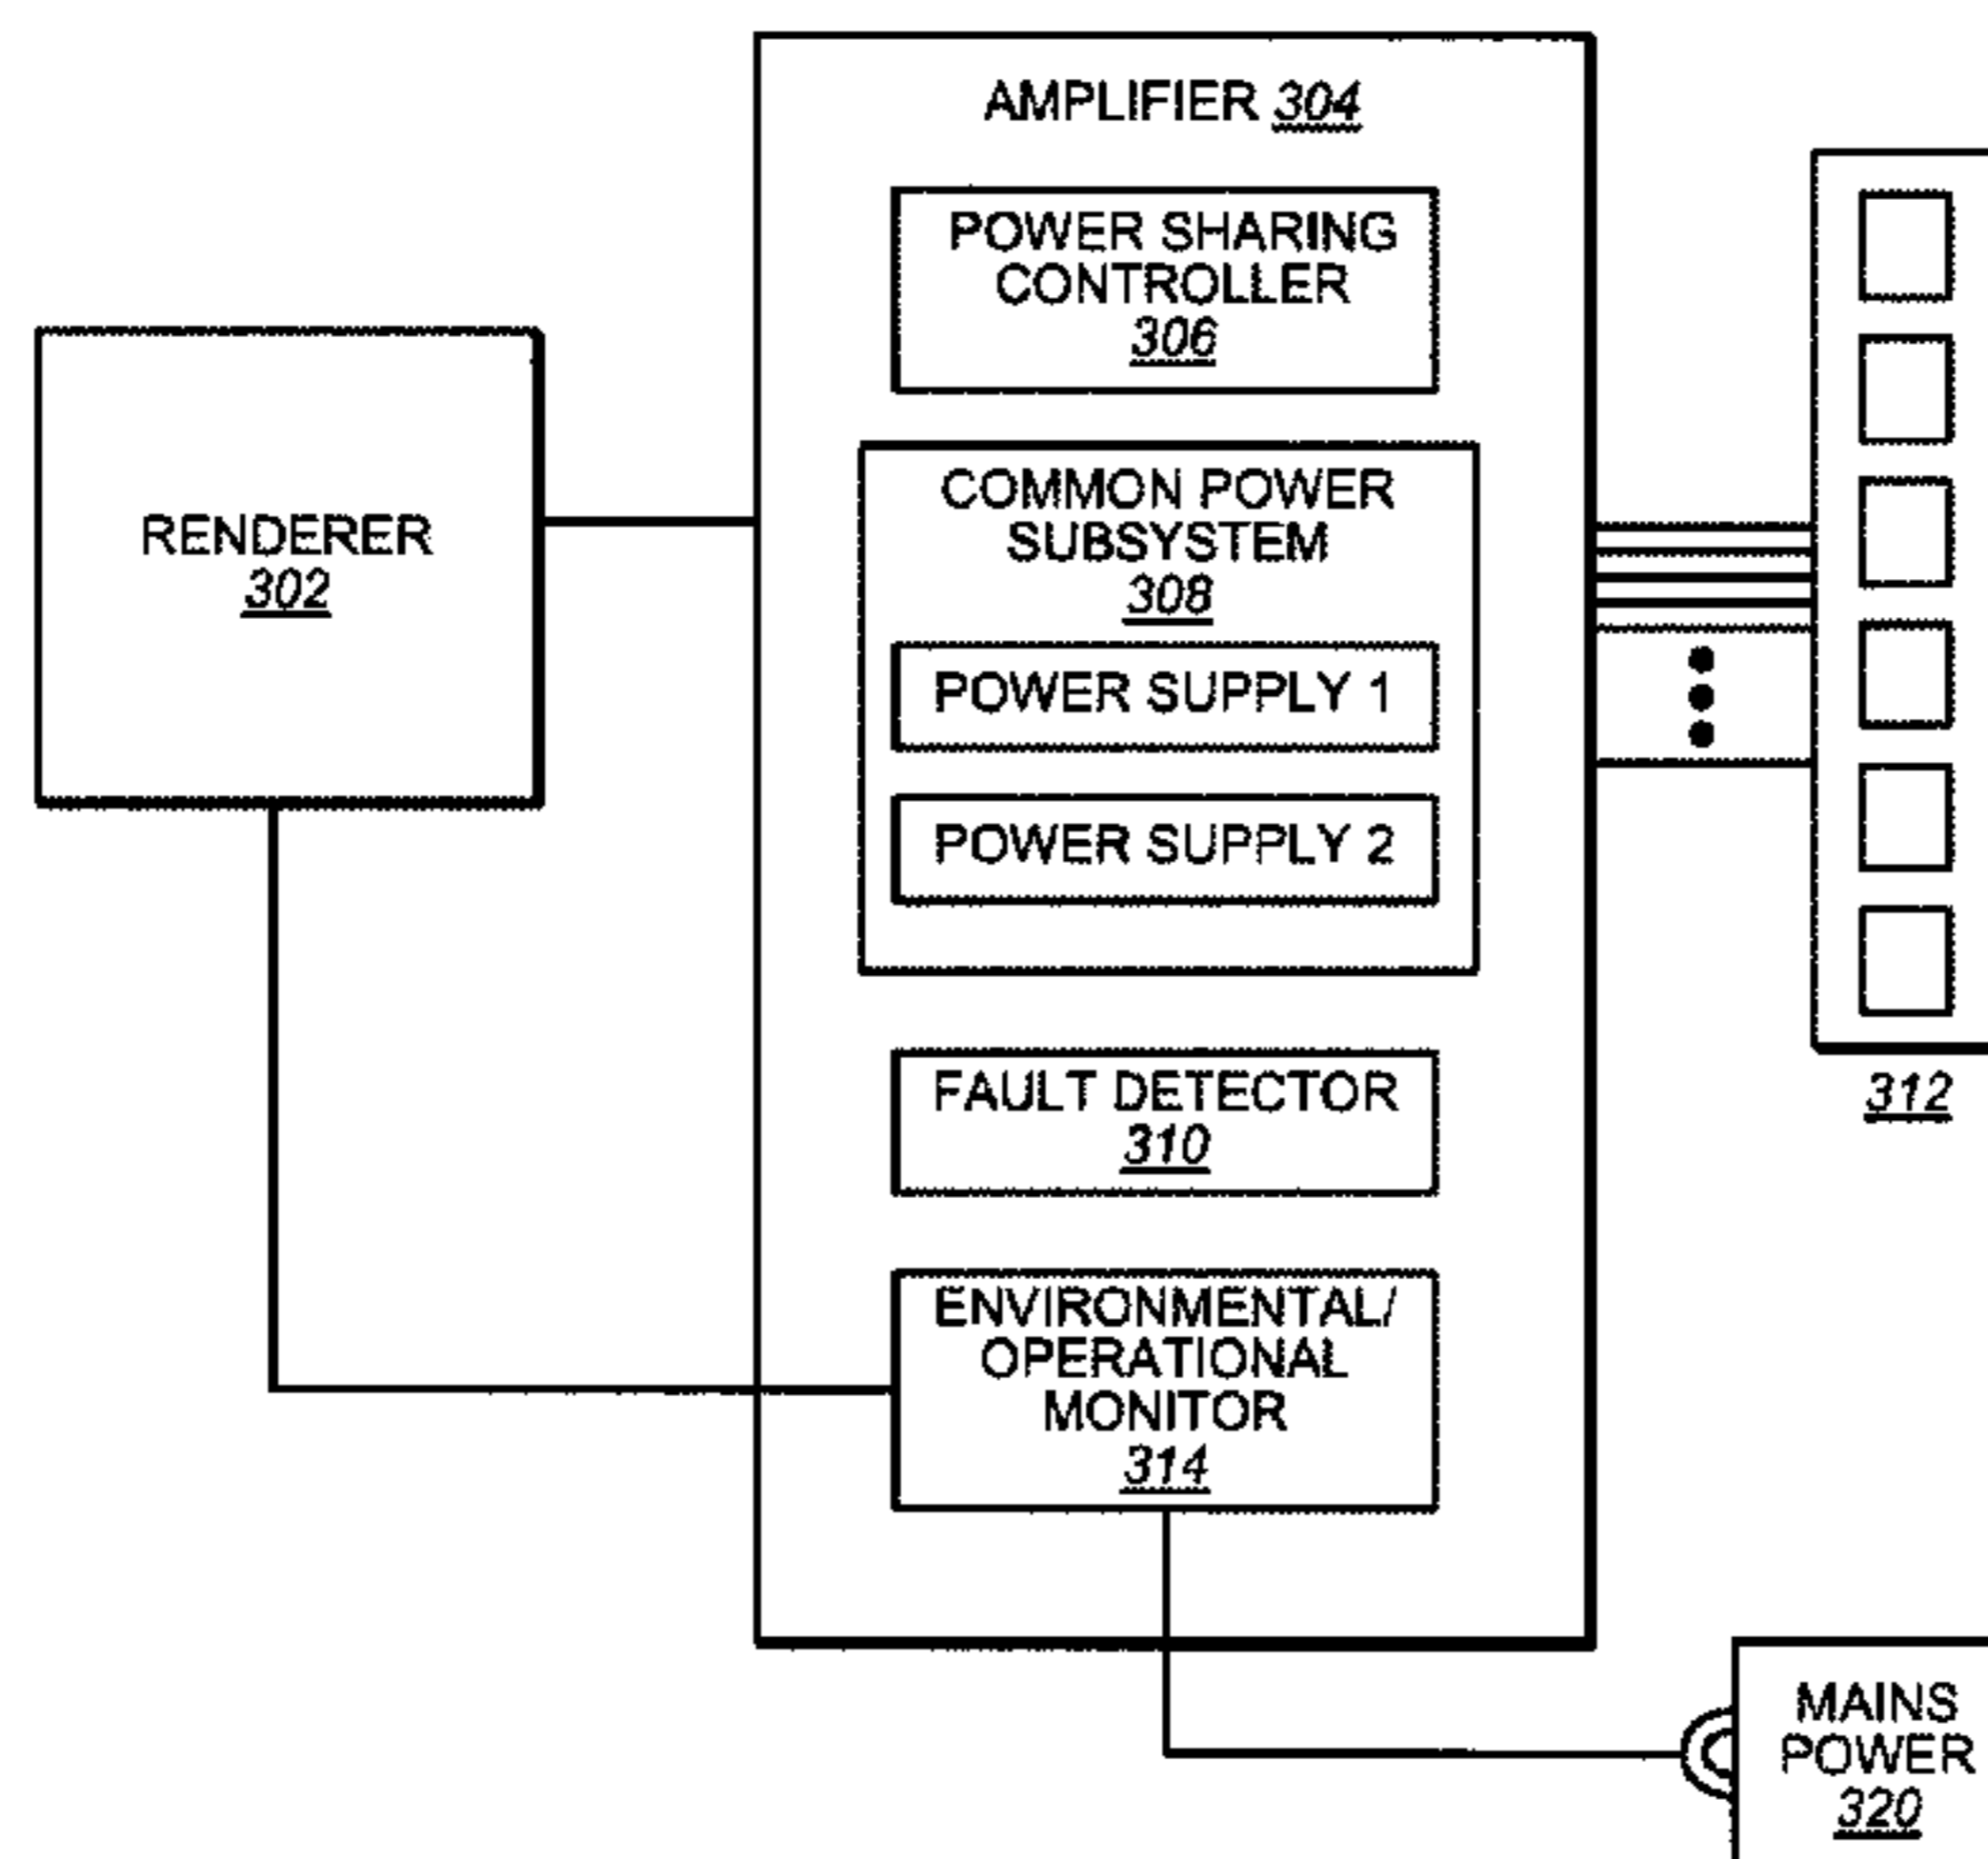 AMPLIFIER 304
POWER SHARING
CONTROLLER
306
RENDERER
302
COMMON POWER
SUBSYSTEM
308
POWER SUPPLY 1
POWER SUPPLY 2
FAULT DETECTOR
310
312
ENVIRONMENTAL/
OPERATIONAL
MONITOR
314
MAINS
POWER
320